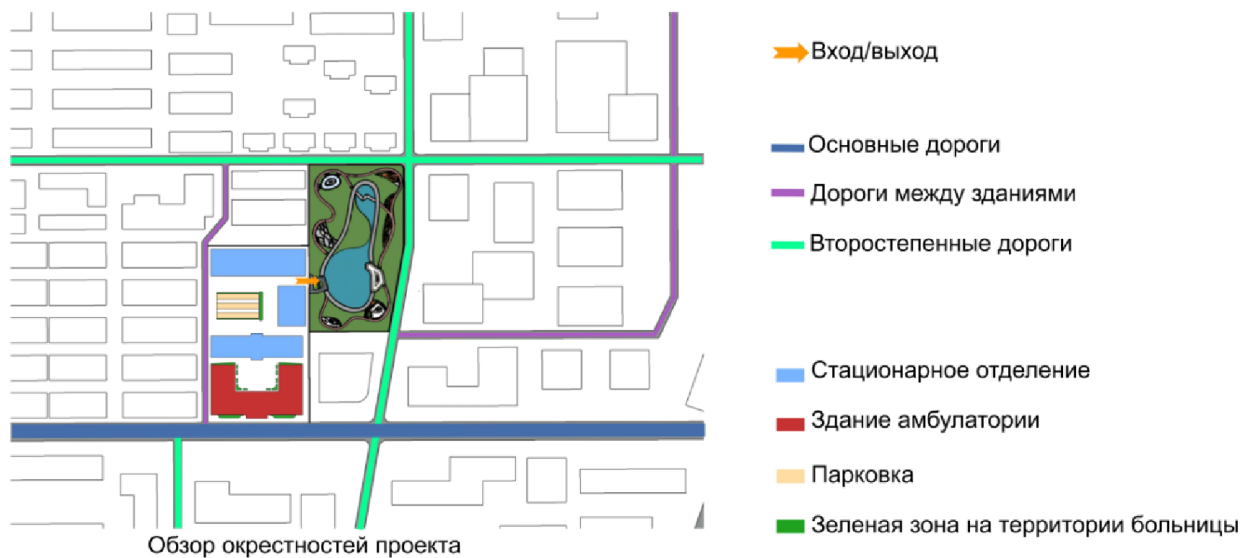 Вход/выход
Основные дороги
Дороги между зданиями
Второстепенные дороги
Стационарное отделение
Здание амбулатории
Парковка
Зеленая зона на территории больницы
Обзор окрестностей проекта